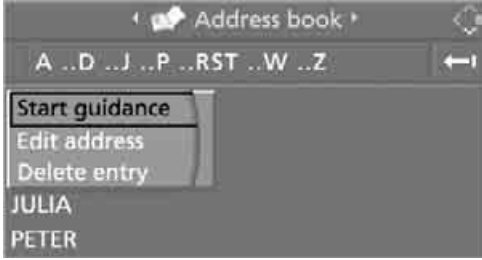 Address book
A ..D ..J ..P ..RST ..W ..Z
Start guidance
Edit address
Delete entry
JULIA
PETER